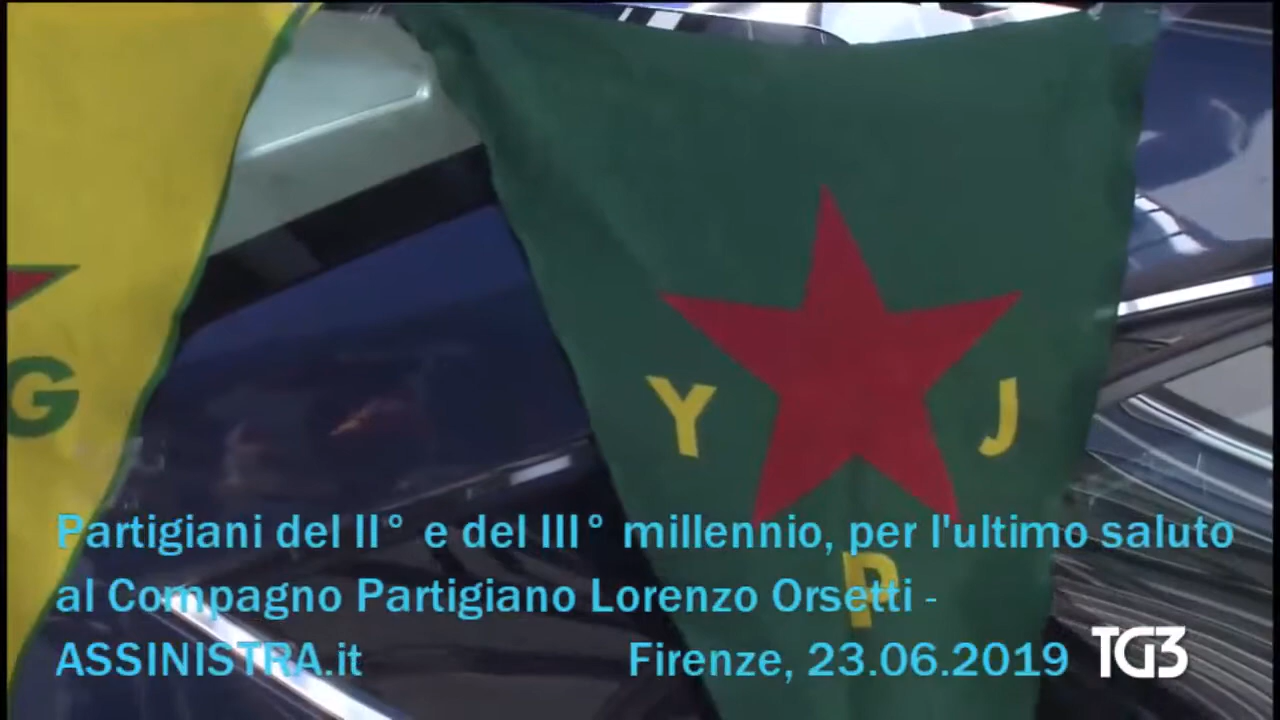 G
Y J
P
Partigiani del II° e del III° millennio, per l'ultimo saluto
al Compagno Partigiano Lorenzo Orsetti -
ASSINISTRA.it Firenze, 23.06.2019 TG3